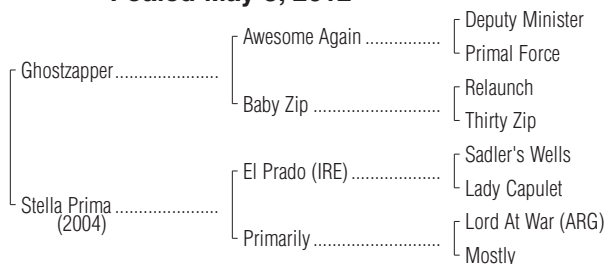 Foaled May 2012
Deputy Minister
Awesome Again ..................
Primal Force
Ghostzapper.........................
Relaunch
Baby Zip ..............................
Thirty Zip
Sadler's Wells
El Prado (IRE) .....................
Lady Capulet
Stella Prima .........................
(2004)
Lord At War (ARG)
Primarily ..............................
Mostly